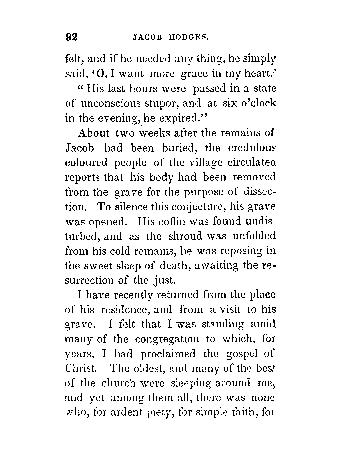 92 JACOB HODGES.
felt, and if he needed any thing, he simply
said, ‘O, I want more grace in my heart.’
“His last hours were passed in a state
of unconscious stupor, and at six o’clock
in the evening, he expired.”
About two weeks after the remains of
Jacob had been buried, the credulous
coloured people of the village circulated
reports that his body had been removed
from the grave for the purpose of dissec-
tion. To silence this conjecture, his grave
was opened. His coffin was found undis-
turbed, and as the shroud was unfolded
from his cold remains, he was reposing in
the sweet sleep of death, awaiting the re-
surrection of the just.
I have recently returned from the place
of his residence, and from a visit to his
grave. I felt that I was standing amid
many of the congregation to which, for
years, I had proclaimed the gospel of
Christ. The oldest, and many of the best
of the church were sleeping around me,
and yet among them all, there was none
who, for ardent piety, for simple faith, for